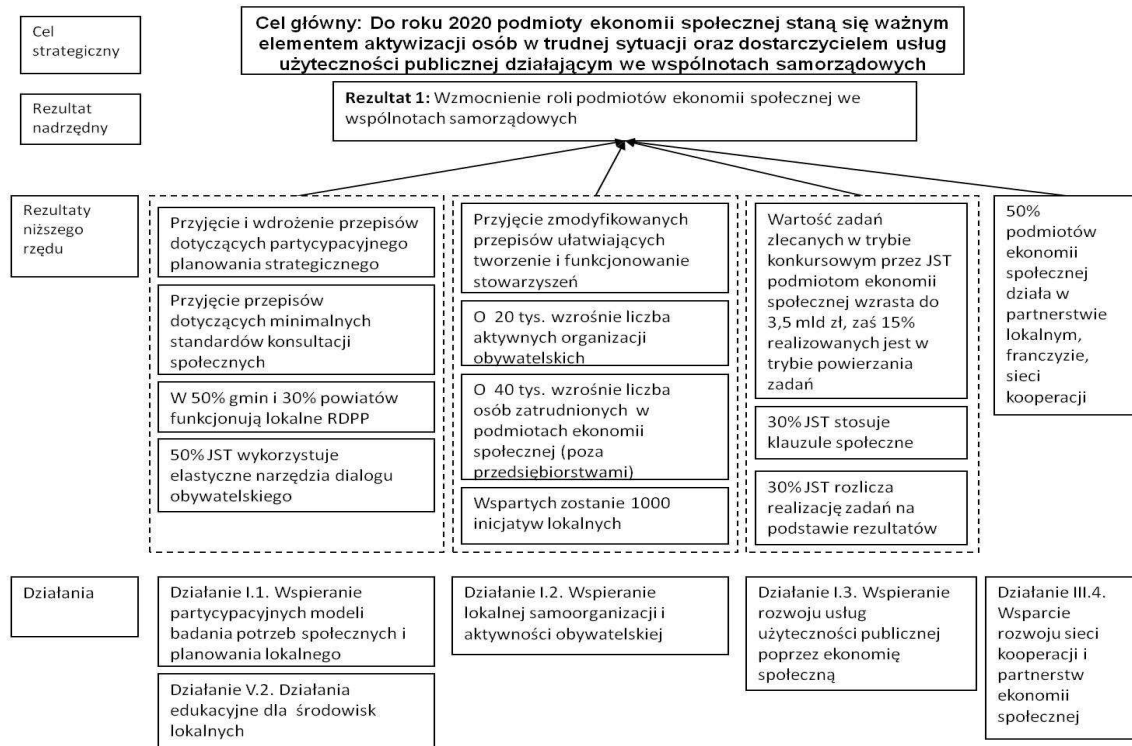 Cel
strategiczny
Cel główny: Do roku 2020 podmioty ekonomii społecznej staną się ważnym
elementem aktywizacji osób w trudnej sytuacji oraz dostarczycielem usług
użyteczności publicznej działającym we wspólnotach samorządowych
Rezultat
nadrzędny
Rezultat 1: Wzmocnienie roli podmiotów ekonomii społecznej we
wspólnotach samorządowych
Rezultaty
niższego
rzędu
Przyjęcie i wdrożenie przepisów
dotyczących partycypacyjnego
planowania strategicznego
Przyjęcie przepisów
dotyczących minimalnych
standardów konsultacji
społecznych
W 50% gmin i 30% powiatów
funkcjonują lokalne RDPP
50% JST wykorzystuje
elastyczne narzędzia dialogu
obywatelskiego
Przyjęcie zmodyfikowanych
przepisów ułatwiających
tworzenie i funkcjonowanie
stowarzyszeń
O 20 tys. wzrośnie liczba
aktywnych organizacji
obywatelskich
O 40 tys. wzrośnie liczba
osób zatrudnionych w
podmiotach ekonomii
społecznej (poza
przedsiębiorstwami)
Wspartych zostanie 1000
inicjatyw lokalnych
Wartość zadań
zlecanych w trybie
konkursowym przez JST
podmiotom ekonomii
społecznej wzrasta do
3,5 mld zł, zaś 15%
realizowanych jest w
trybie powierzania
zadań
30% JST stosuje
klauzule społeczne
30% JST rozlicza
realizację zadań na
podstawie rezultatów
50%
podmiotów
ekonomii
społecznej
działa w
partnerstwie
lokalnym,
franczyzie,
sieci
kooperacji
Działania
Działanie I.1. Wspieranie
partycypacyjnych modeli
badania potrzeb społecznych i
planowania lokalnego
Działanie V.2. Działania
edukacyjne dla środowisk
lokalnych
Działanie I.2. Wspieranie
lokalnej samoorganizacji i
aktywności obywatelskiej
Działanie I.3. Wspieranie
rozwoju usług
użyteczności publicznej
poprzez ekonomię
społeczną
Działanie III.4.
Wsparcie
rozwoju sieci
kooperacji i
partnerstw
ekonomii
społecznej